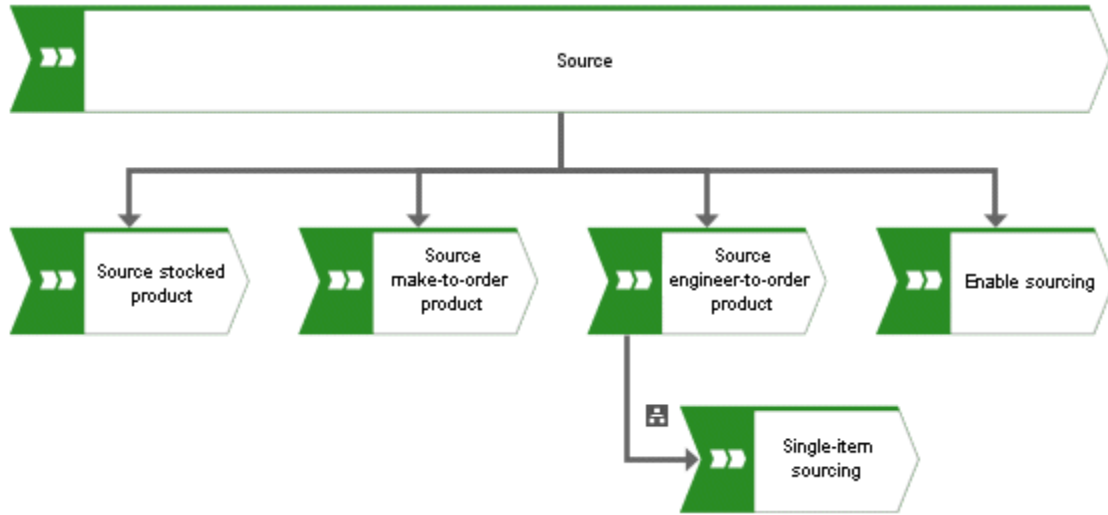 Source
Source stocked
product
Source
make-to-order
product
Source
engineer-to-order
product
Enable sourcing
Single-item
sourcing